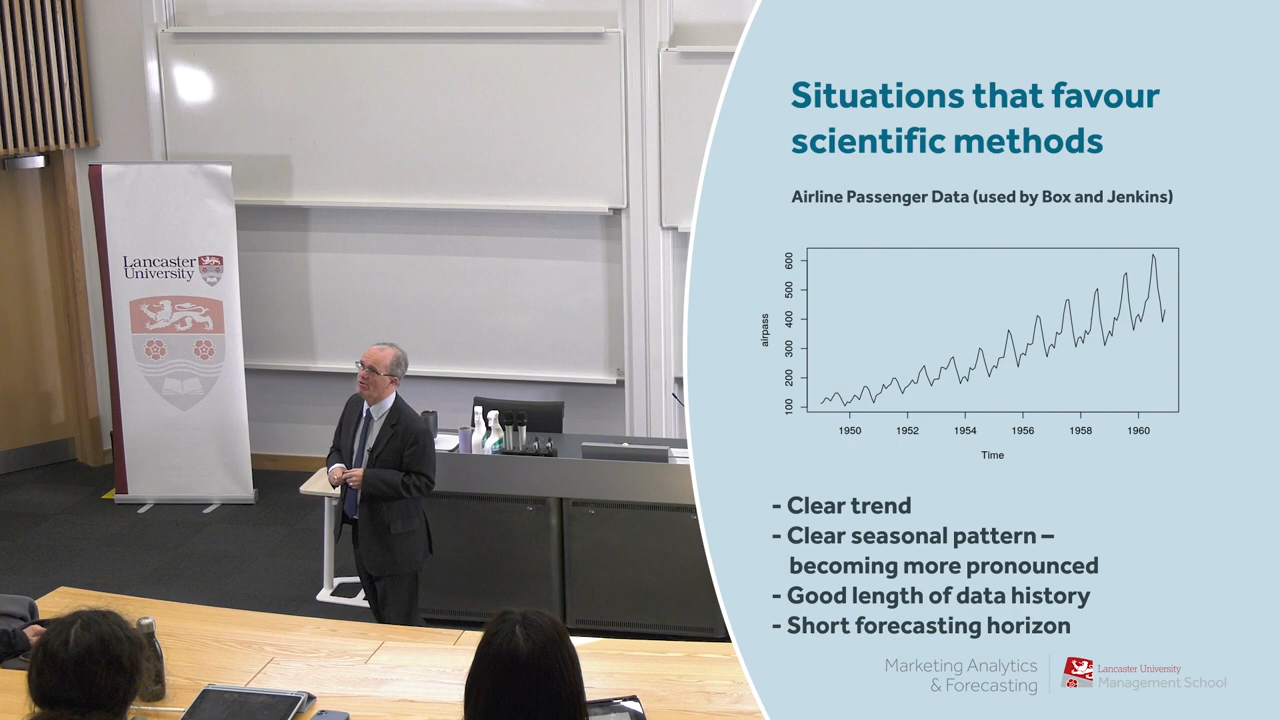 Lancaster
University
Situations that favour
scientific methods
Airline Passenger Data (used by Box and Jenkins)
600
500
400
300
200
100
airpass
1950 1952 1954 1956 1958 1960
Time
- Clear trend
- Clear seasonal pattern –
becoming more pronounced
- Good length of data history
- Short forecasting horizon
Marketing Analytics
& Forecasting
Lancaster University
Management School